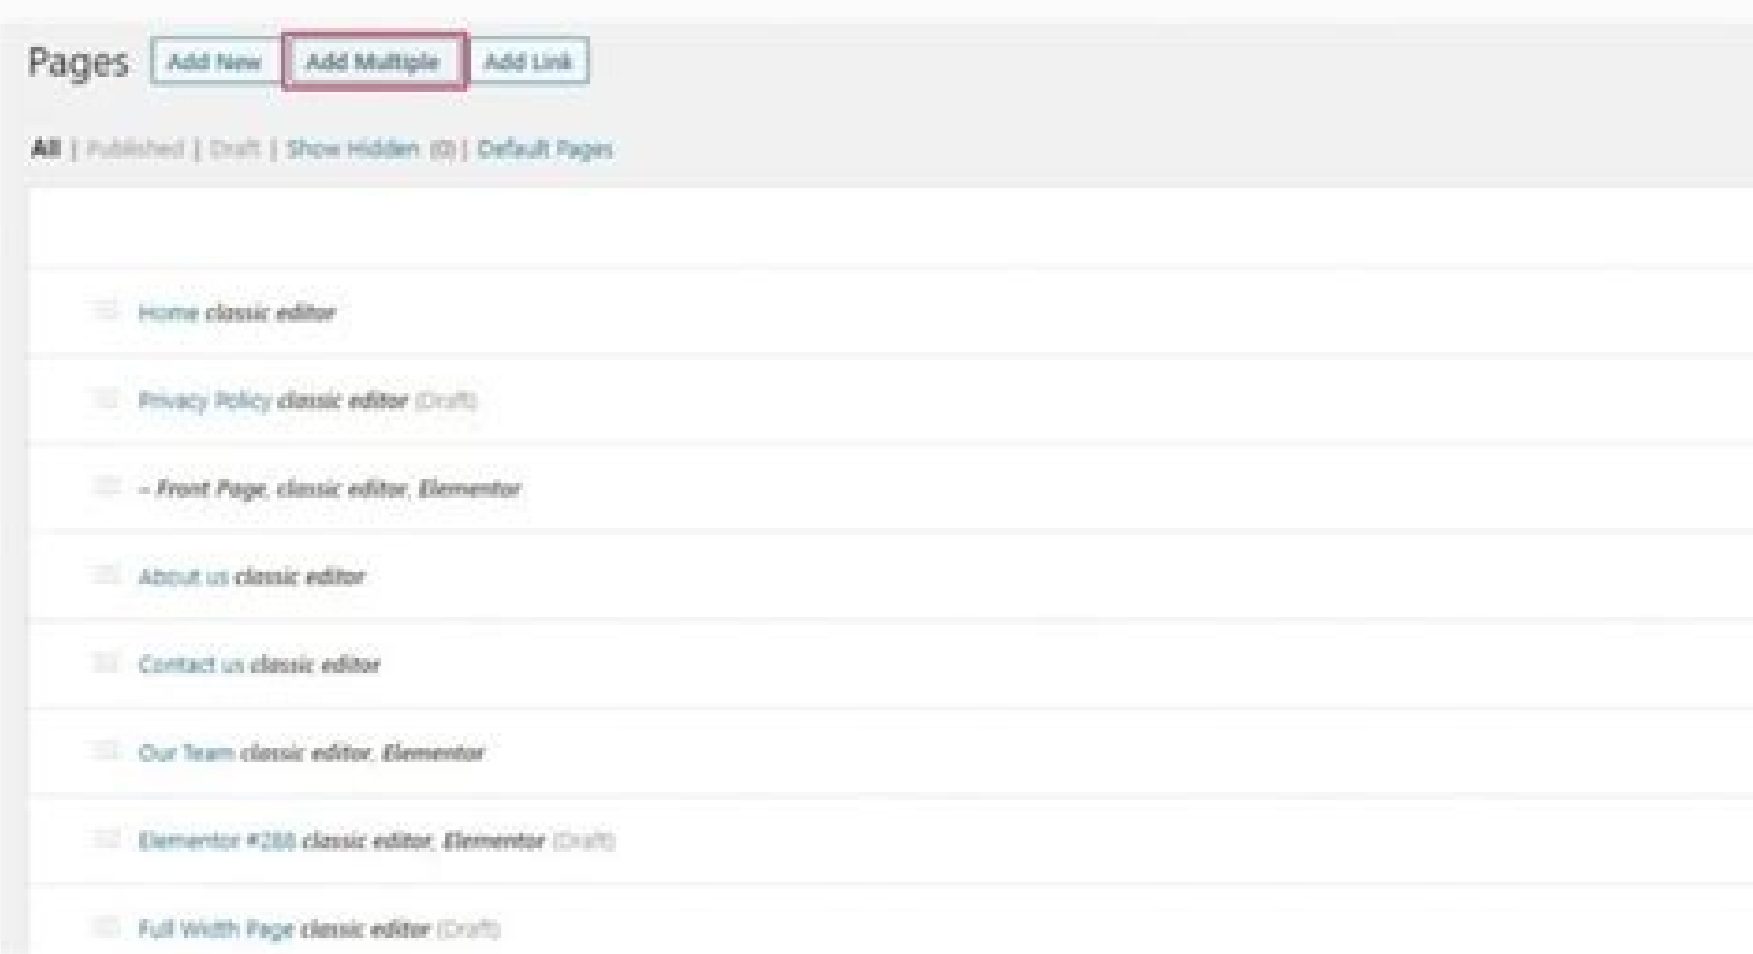 Pages Add New Add Multiple Add Link
All | Published | Draft | Show Hidden (0) | Default Pages
Home classic editor
Privacy Policy classic editor (Draft)
– Front Page, classic editor, Elementor
About us classic editor
Contact us classic editor
Our Team classic editor, Elementor
Elementor #288 classic editor, Elementor (Draft)
Full Width Page classic editor (Draft)